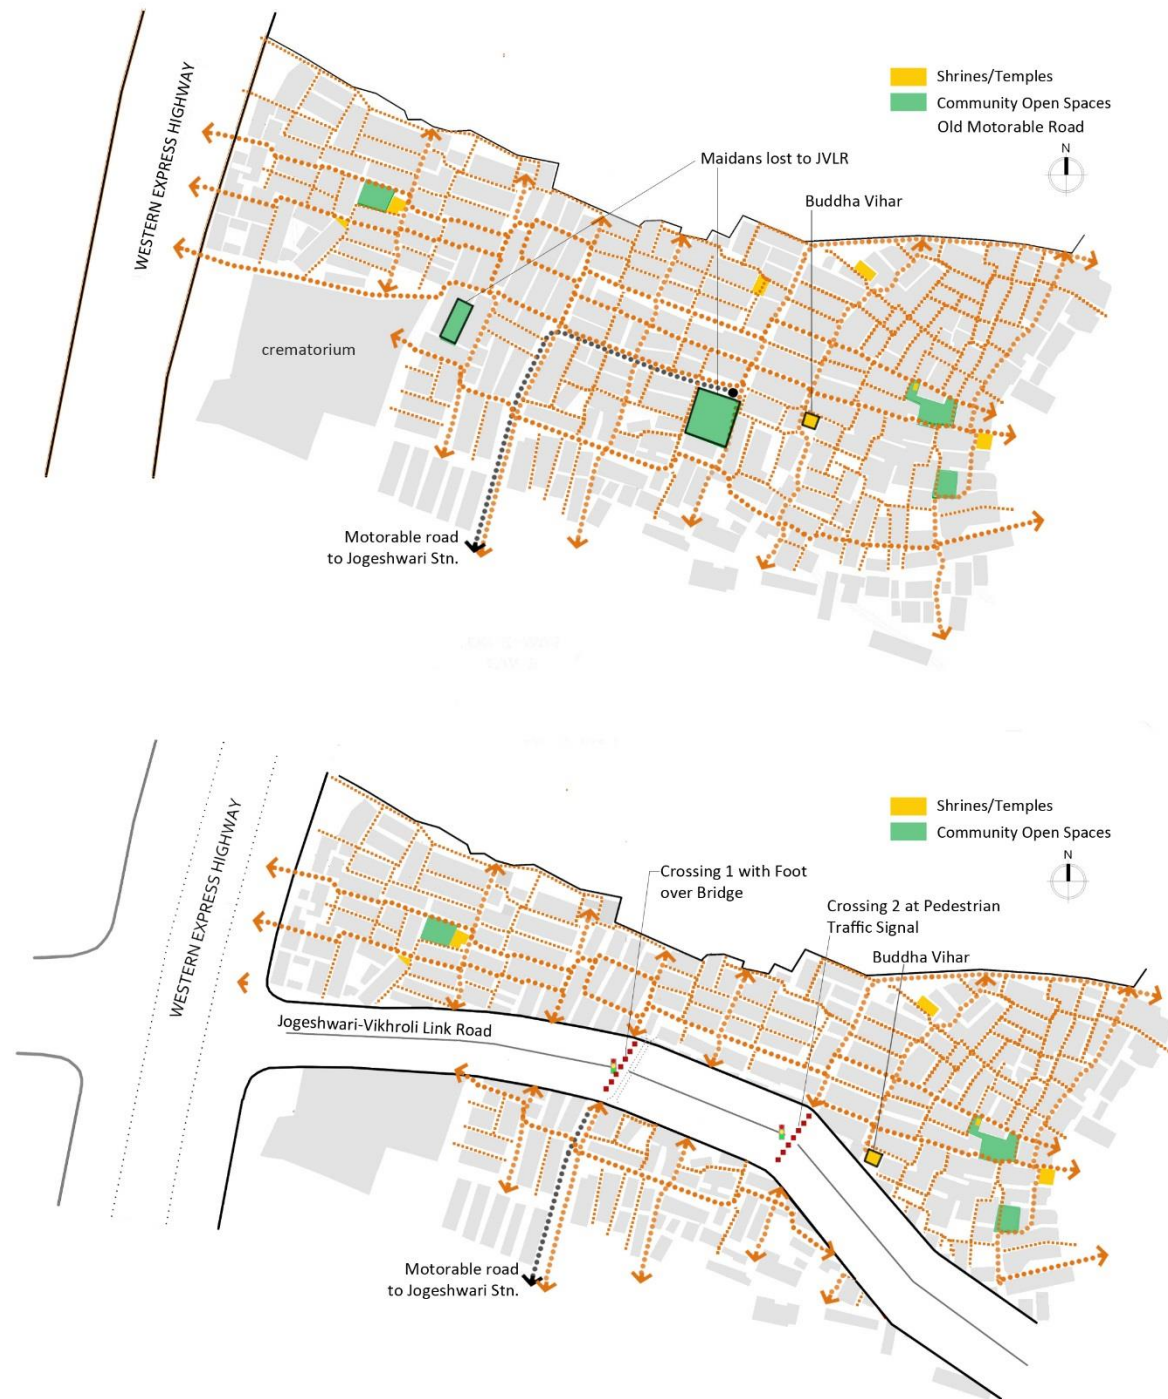 WESTERN EXPRESS HIGHWAY
Shrines/Temples
Community Open Spaces
Old Motorable Road
N
Maidans lost to JVLR
Buddha Vihar
crematorium
Motorable road
to Jogeshwari Stn.
WESTERN EXPRESS HIGHWAY
Shrines/Temples
Community Open Spaces
N
Crossing 1 with Foot
over Bridge
Crossing 2 at Pedestrian
Traffic Signal
Buddha Vihar
Jogeshwari-Vikhroli Link Road
Motorable road
to Jogeshwari Stn.